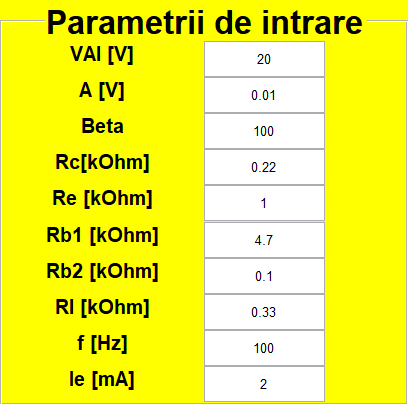 Parametrii de intrare
VAl [V] 20
A [V] 0.01
Beta 100
Rc[kOhm] 0.22
Re [kOhm] 1
Rb1 [kOhm] 4.7
Rb2 [kOhm] 0.1
Rl [kOhm] 0.33
f [Hz] 100
Ie [mA] 2